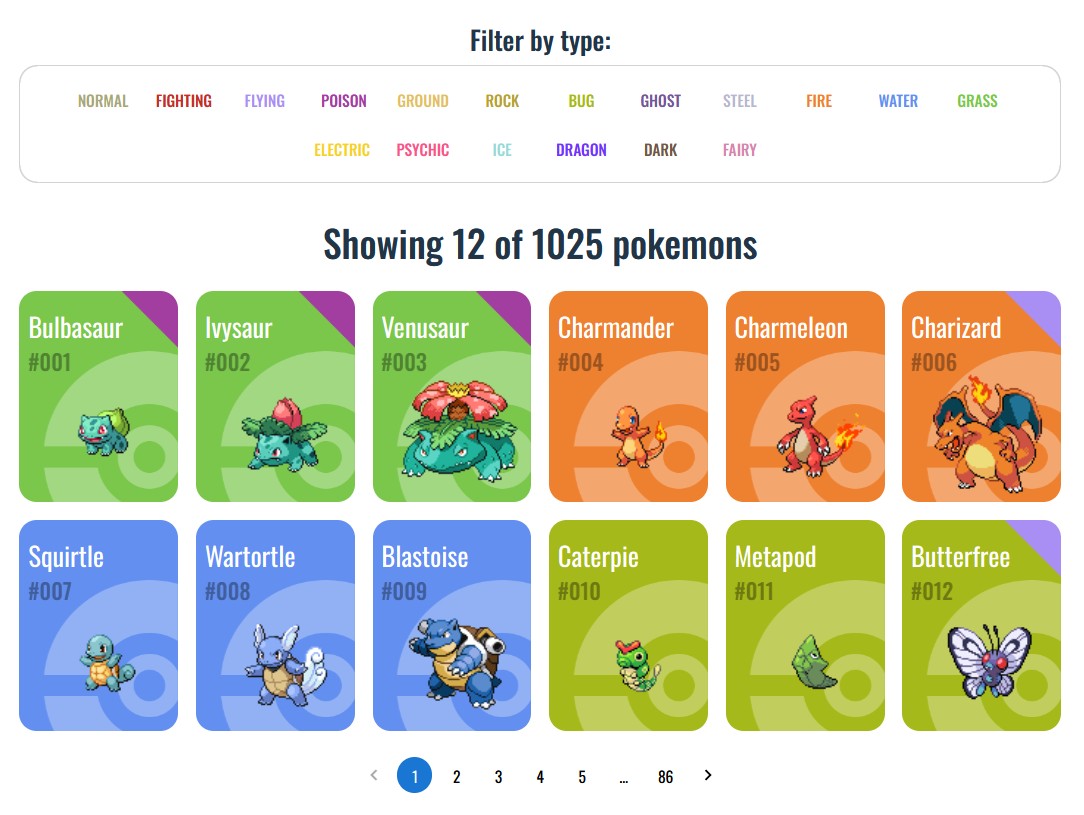 Filter by type:
NORMAL FIGHTING FLYING POISON GROUND ROCK BUG GHOST STEEL FIRE WATER GRASS
ELECTRIC PSYCHIC ICE DRAGON DARK FAIRY
Showing 12 of 1025 pokemons
Bulbasaur Ivysaur Venusaur Charmander Charmeleon Charizard
#001 #002 #003 #004 #005 #006
Squirtle Wartortle Blastoise Caterpie Metapod Butterfree
#007 #008 #009 #010 #011 #012
1 2 3 4 5 ... 86